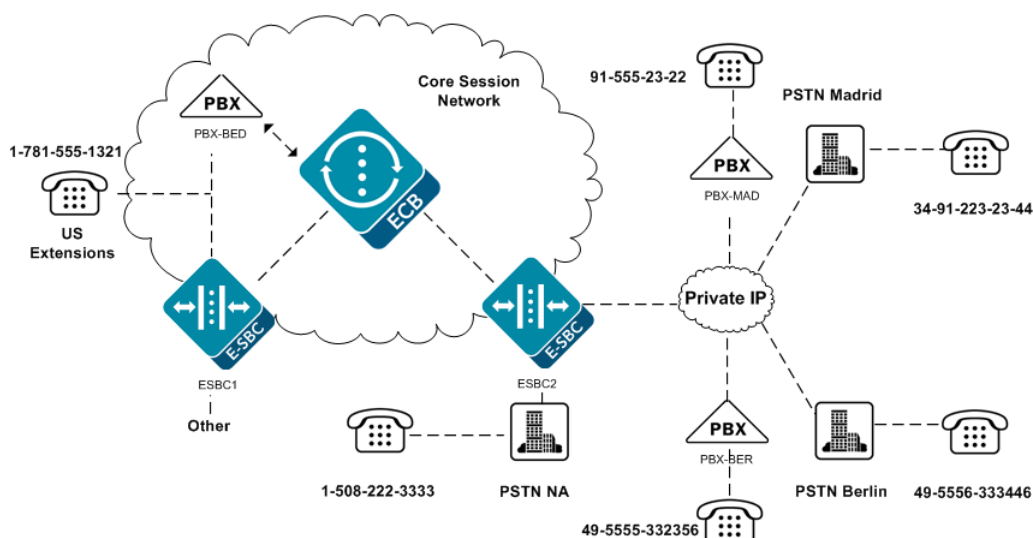 91-555-23-22
Core Session
Network
PSTN Madrid
PBX
PBX-BED
1-781-555-1321
PBX
PBX-MAD
34-91-223-23-44
ECB
US
Extensions
Private IP
E-SBC
E-SBC
ESBC1
ESBC2
Other
PBX
PBX-BER
1-508-222-3333
PSTN NA
PSTN Berlin
49-5556-333446
49-5555-332356